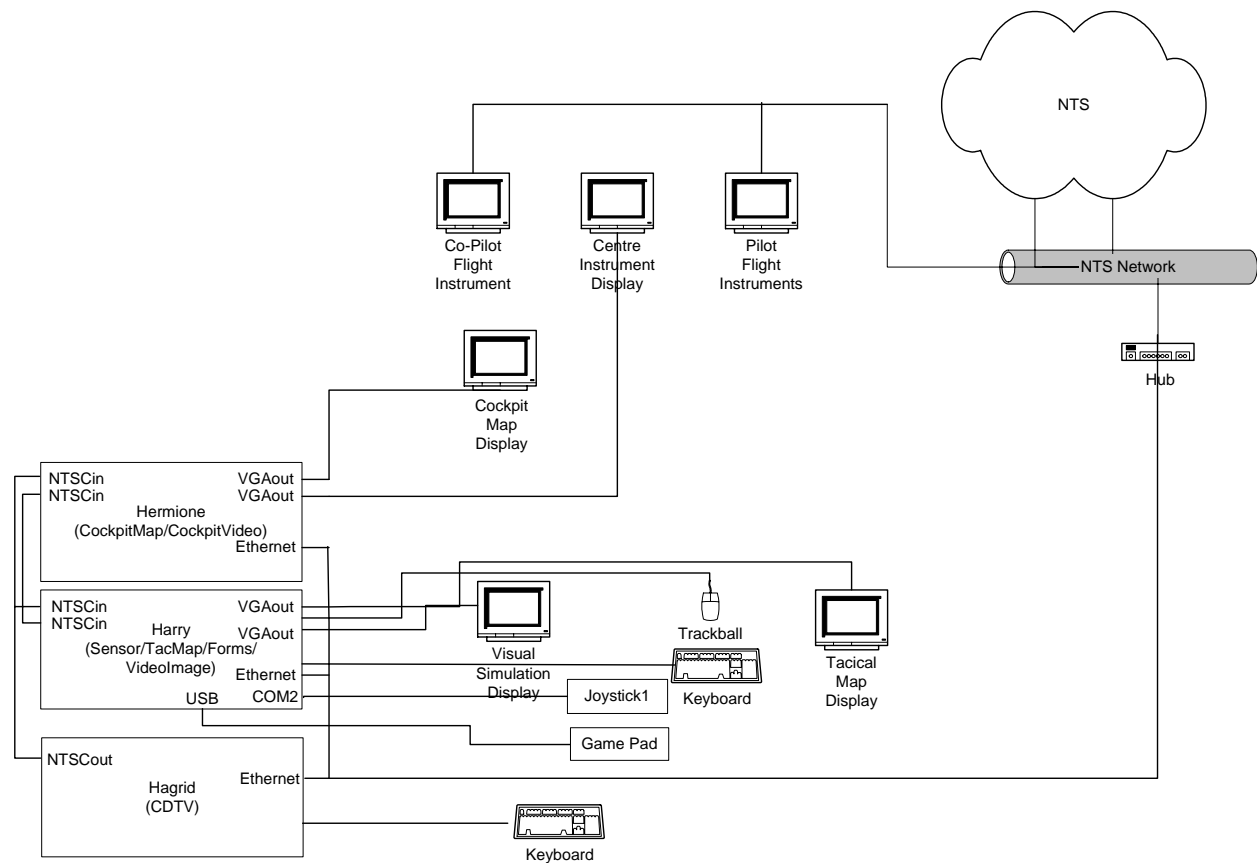 NTS
NTS Network
Hub
Co-Pilot
Flight
Instrument
Centre
Instrument
Display
Pilot
Flight
Instruments
Cockpit
Map
Display
NTSCin
NTSCin
VGAout
VGAout
Hermione
(CockpitMap/CockpitVideo)
Ethernet
NTSCin
NTSCin
VGAout
VGAout
Harry
(Sensor/TacMap/Forms/
VideoImage)
Ethernet
USB
COM2
Visual
Simulation
Display
Trackball
Keyboard
Tacical
Map
Display
Joystick1
Game Pad
NTSCout
Ethernet
Hagrid
(CDTV)
Keyboard